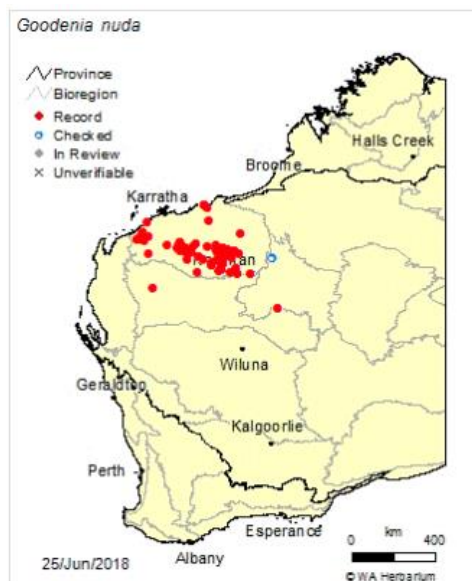 Goodenia nuda
Province
Bioregion
Record
Checked
In Review
Unverifiable
Halls Creek
Broome
Karratha
Wiluna
Geraldton
Kalgoorlie
Perth
Esperance
Albany
km
0 400
25/Jun/2018
© WA Herbarium